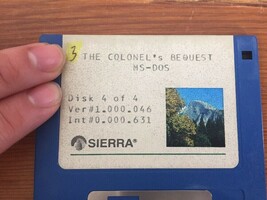 3
THE COLONEL's BEQUEST
MS-DOS
Disk 4 of 4
Ver#1.000.046
Int#0.000.631
SIERRA®